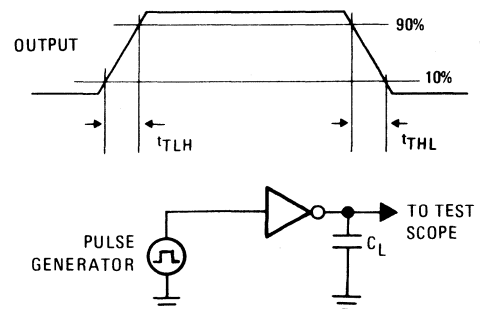 OUTPUT
90%
10%
tTLH
tTHL
PULSE
GENERATOR
CL
TO TEST
SCOPE